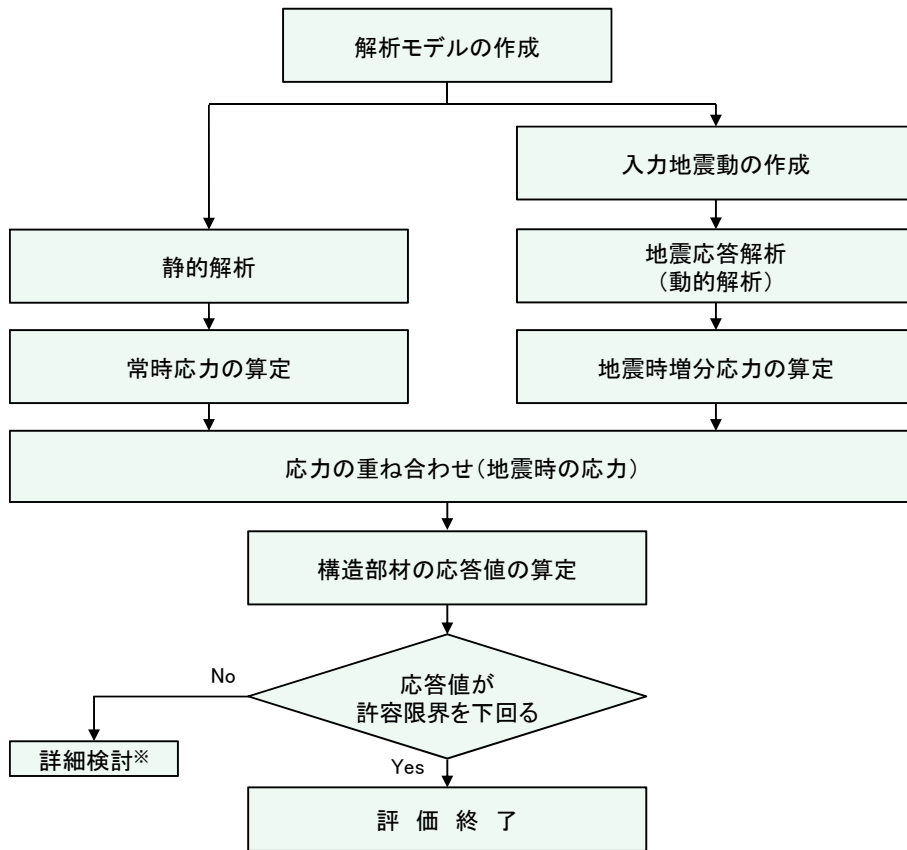 解析モデルの作成
入力地震動の作成
静的解析
地震応答解析
（動的解析）
常時応力の算定
地震時増分応力の算定
応力の重ね合わせ（地震時の応力）
構造部材の応答値の算定
応答値が
許容限界を下回る
No
詳細検討※
Yes
評 価 終 了